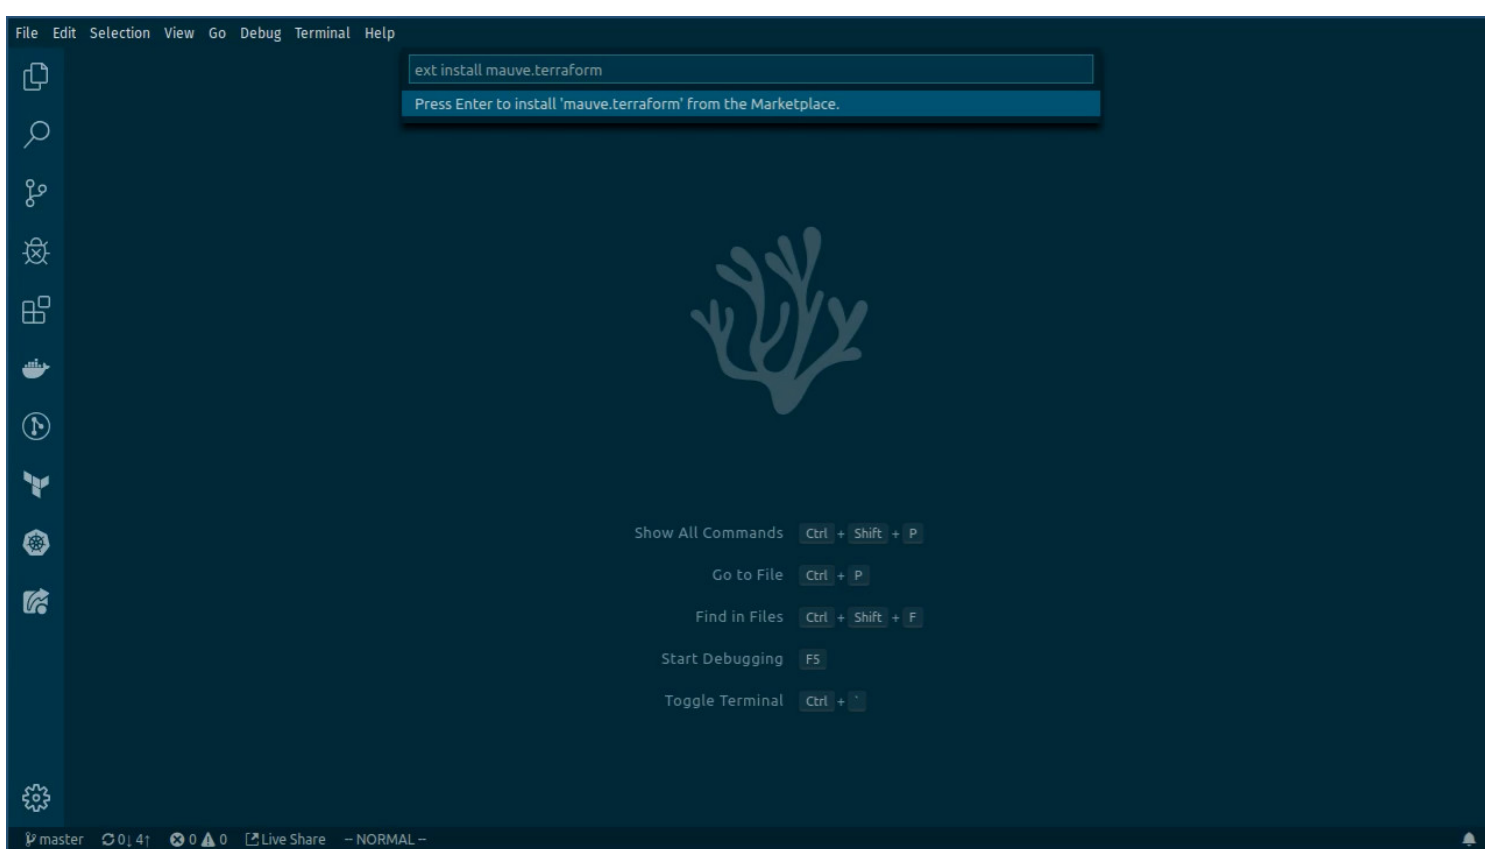 File Edit Selection View Go Debug Terminal Help
ext install mauve.terraform
Press Enter to install 'mauve.terraform' from the Marketplace.
Show All Commands Ctrl + Shift + P
Go to File Ctrl + P
Find in Files Ctrl + Shift + F
Start Debugging F5
Toggle Terminal Ctrl + `
master 0↓ 4↑ 0 0 Live Share -- NORMAL --